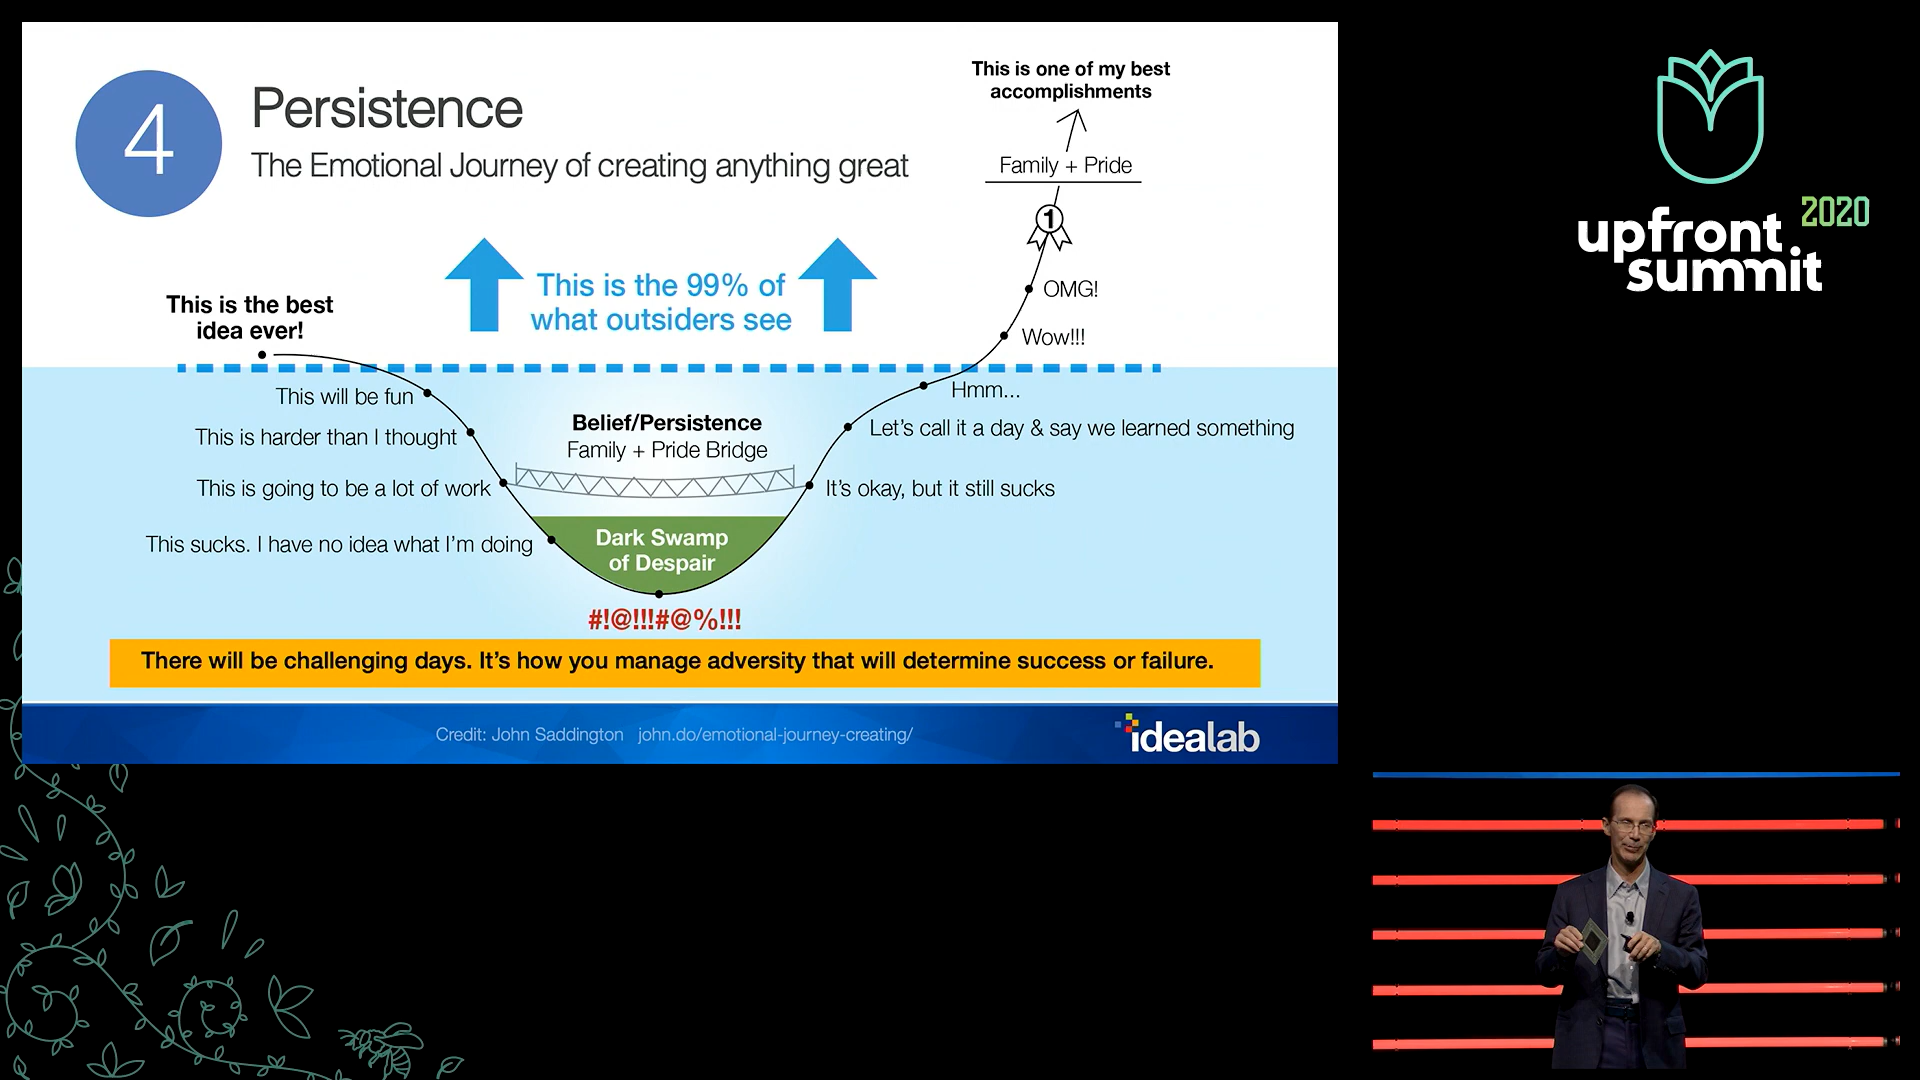 4
Persistence
The Emotional Journey of creating anything great
This is one of my best
accomplishments
Family + Pride
1
OMG!
Wow!!!
This is the 99% of
what outsiders see
This is the best
idea ever!
This will be fun
This is harder than I thought
This is going to be a lot of work
This sucks. I have no idea what I'm doing
Belief/Persistence
Family + Pride Bridge
Dark Swamp
of Despair
#!@!!!#@%!!!
Hmm...
Let's call it a day & say we learned something
It's okay, but it still sucks
There will be challenging days. It's how you manage adversity that will determine success or failure.
Credit: John Saddington john.do/emotional-journey-creating/
idealab
upfront 2020
summit